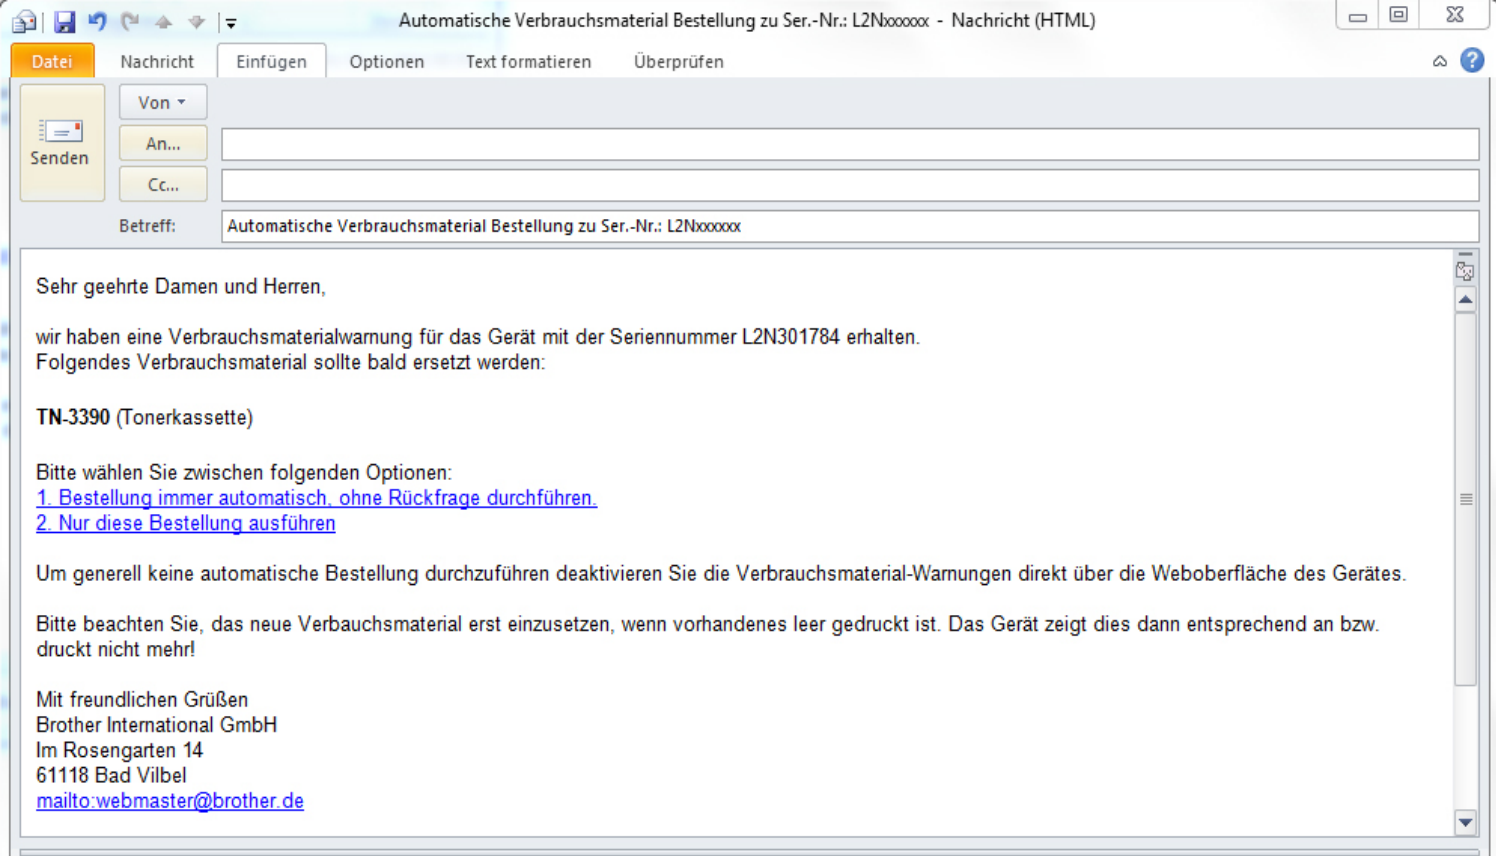 Automatische Verbrauchsmaterial Bestellung zu Ser.-Nr.: L2Nxxxxxx - Nachricht (HTML)
Datei Nachricht Einfügen Optionen Text formatieren Überprüfen
Von
An...
Senden
Cc...
Betreff: Automatische Verbrauchsmaterial Bestellung zu Ser.-Nr.: L2Nxxxxxx
Sehr geehrte Damen und Herren,
wir haben eine Verbrauchsmaterialwarnung für das Gerät mit der Seriennummer L2N301784 erhalten.
Folgendes Verbrauchsmaterial sollte bald ersetzt werden:
TN-3390 (Tonerkassette)
Bitte wählen Sie zwischen folgenden Optionen:
1. Bestellung immer automatisch, ohne Rückfrage durchführen.
2. Nur diese Bestellung ausführen
Um generell keine automatische Bestellung durchzuführen deaktivieren Sie die Verbrauchsmaterial-Warnungen direkt über die Weboberfläche des Gerätes.
Bitte beachten Sie, das neue Verbauchsmaterial erst einzusetzen, wenn vorhandenes leer gedruckt ist. Das Gerät zeigt dies dann entsprechend an bzw.
druckt nicht mehr!
Mit freundlichen Grüßen
Brother International GmbH
Im Rosengarten 14
61118 Bad Vilbel
mailto:webmaster@brother.de